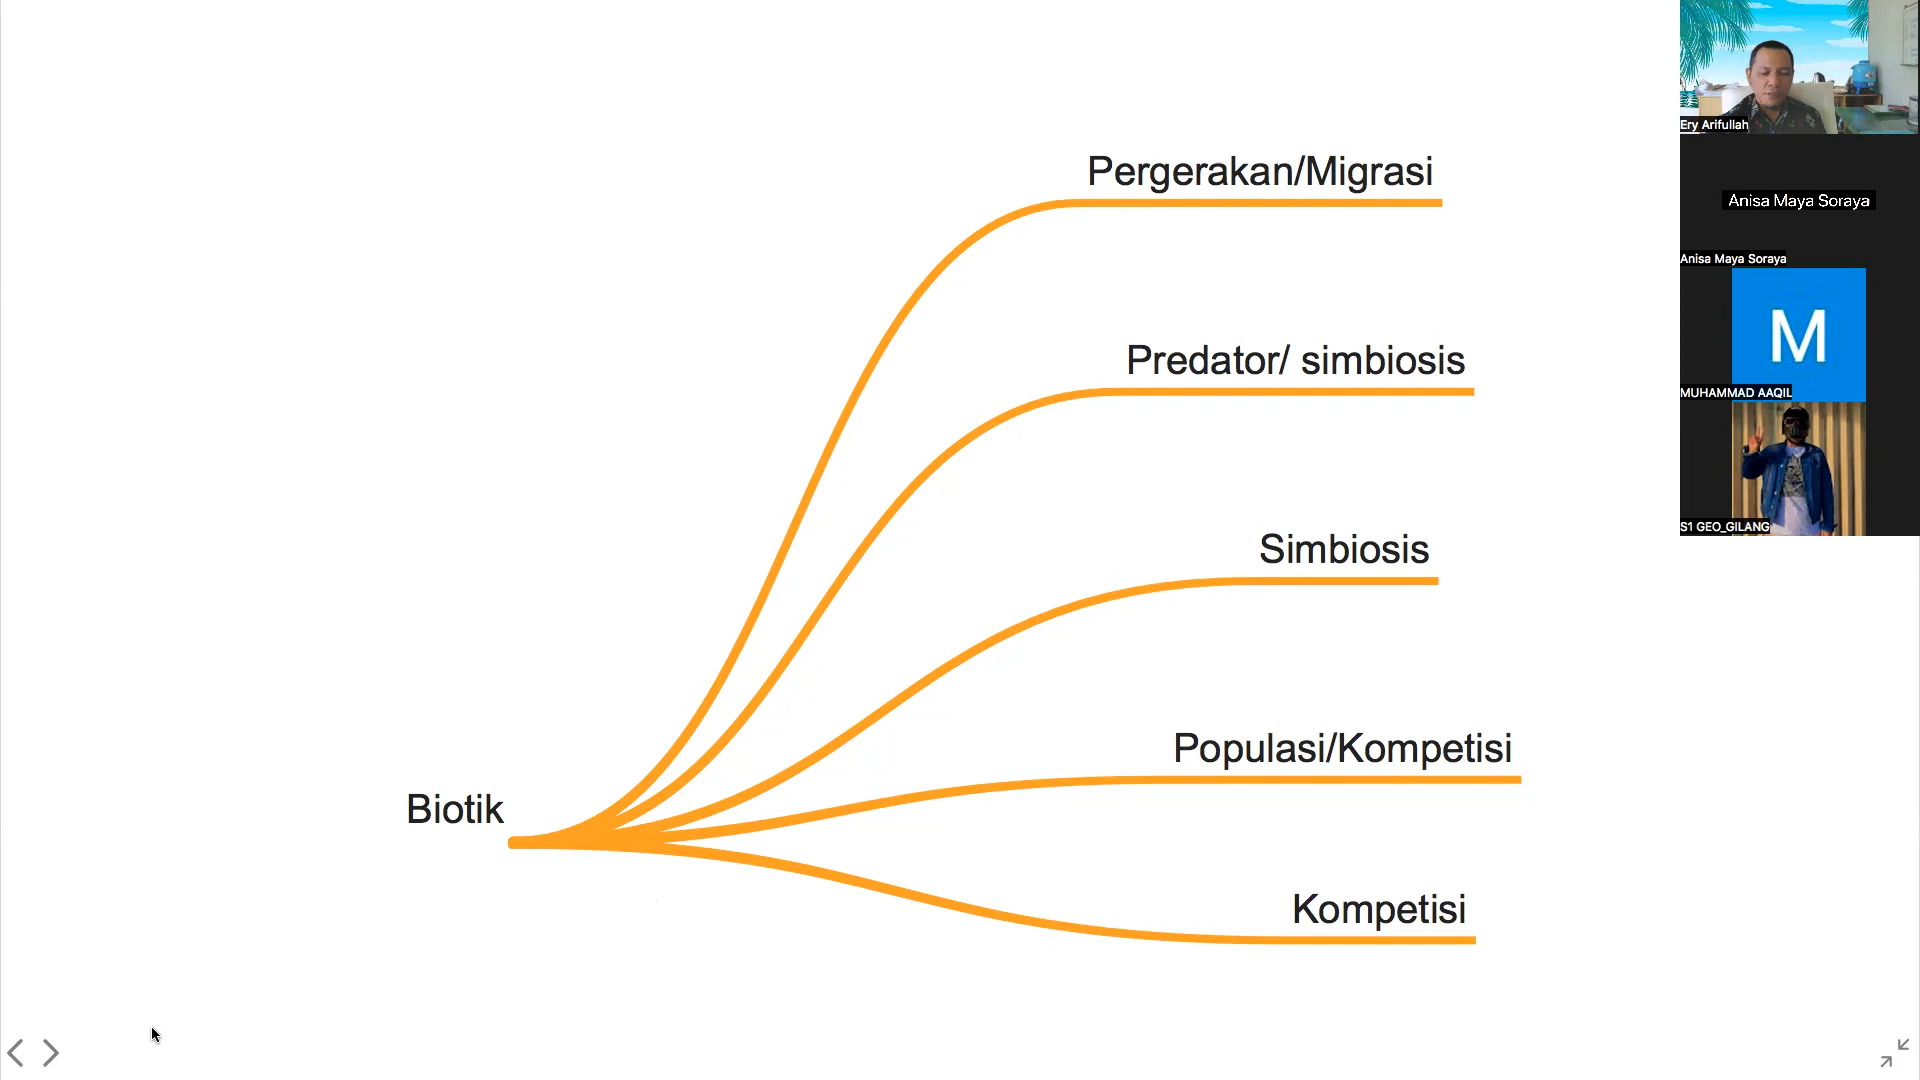 Pergerakan/Migrasi
Predator/ simbiosis
Simbiosis
Populasi/Kompetisi
Biotik
Kompetisi
Ery Arifullah
Anisa Maya Soraya
Anisa Maya Soraya
M
MUHAMMAD AAQIL
S1 GEO_GILANG